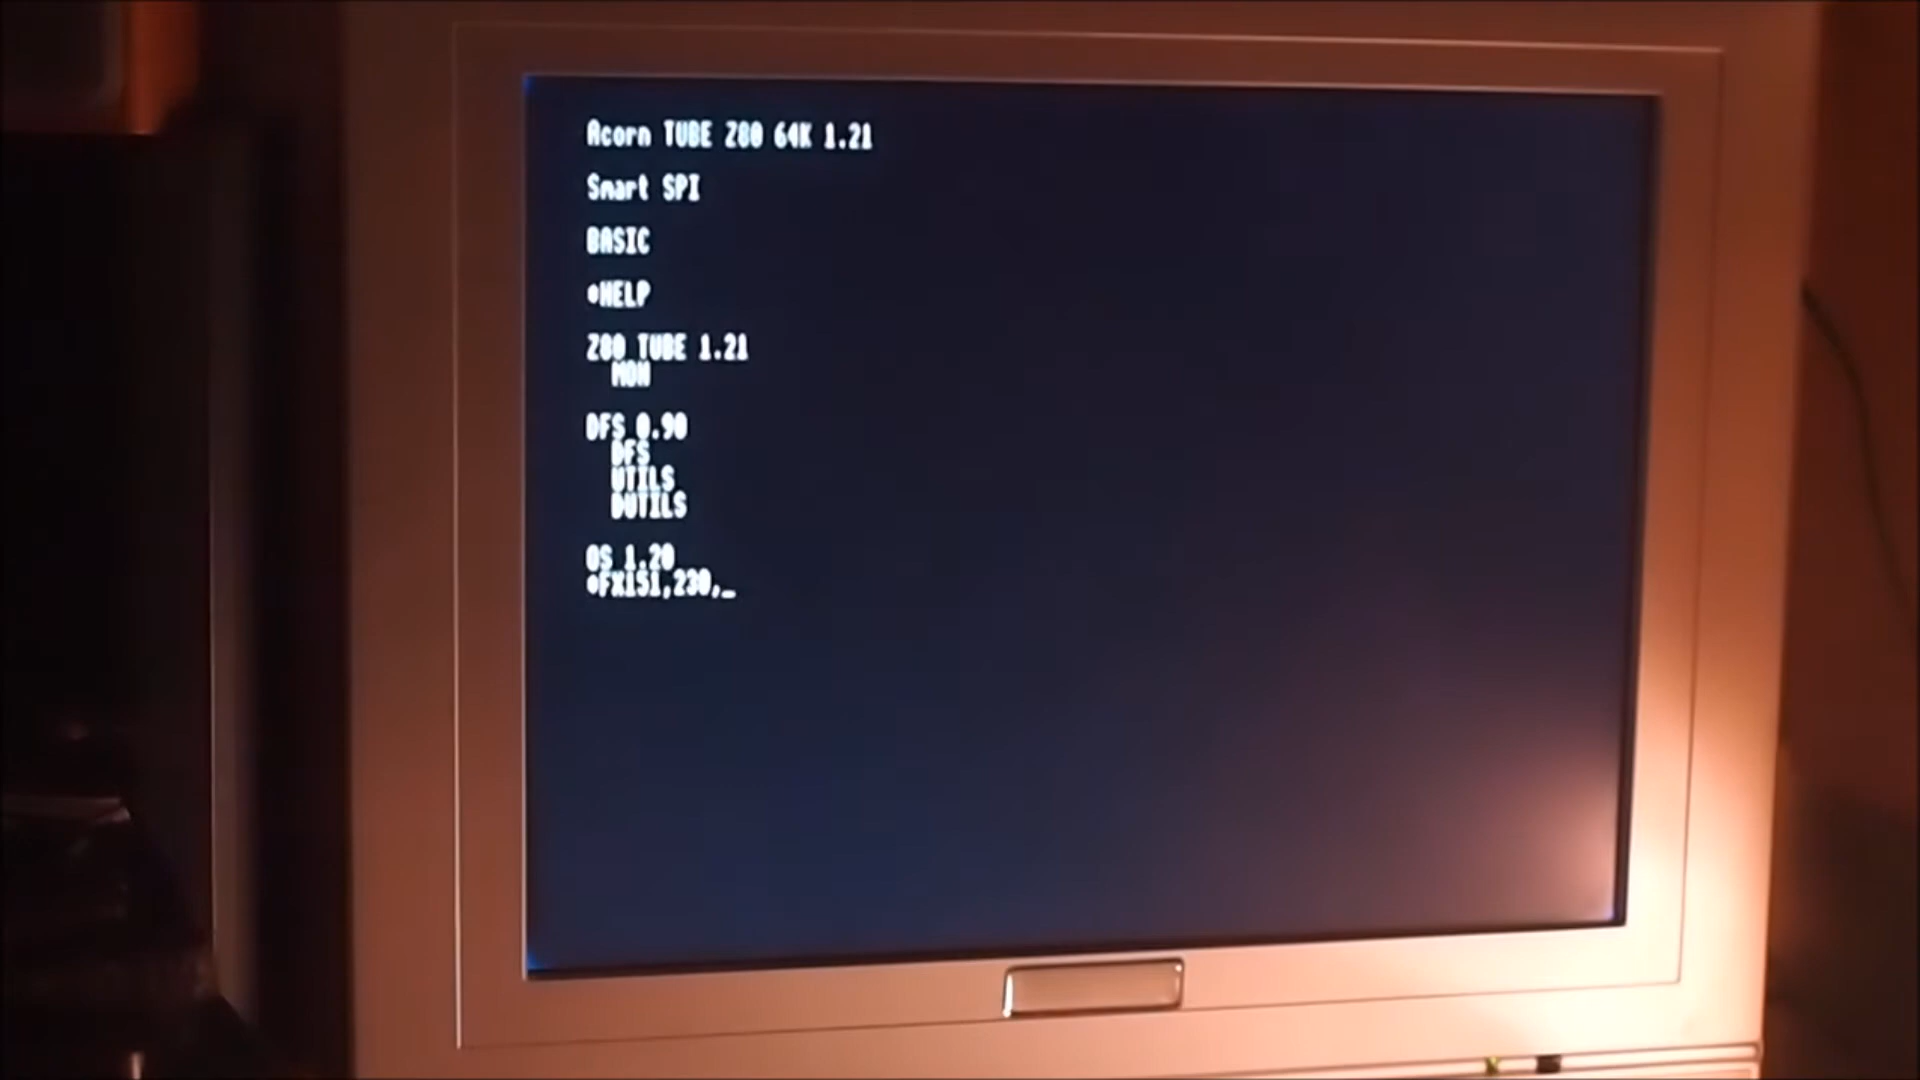 Acorn TUBE Z80 64K 1.21
Smart SPI
BASIC
*HELP
Z80 TUBE 1.21
MON
DFS 0.90
DFS
UTILS
DUTILS
OS 1.20
*FX151,230,_